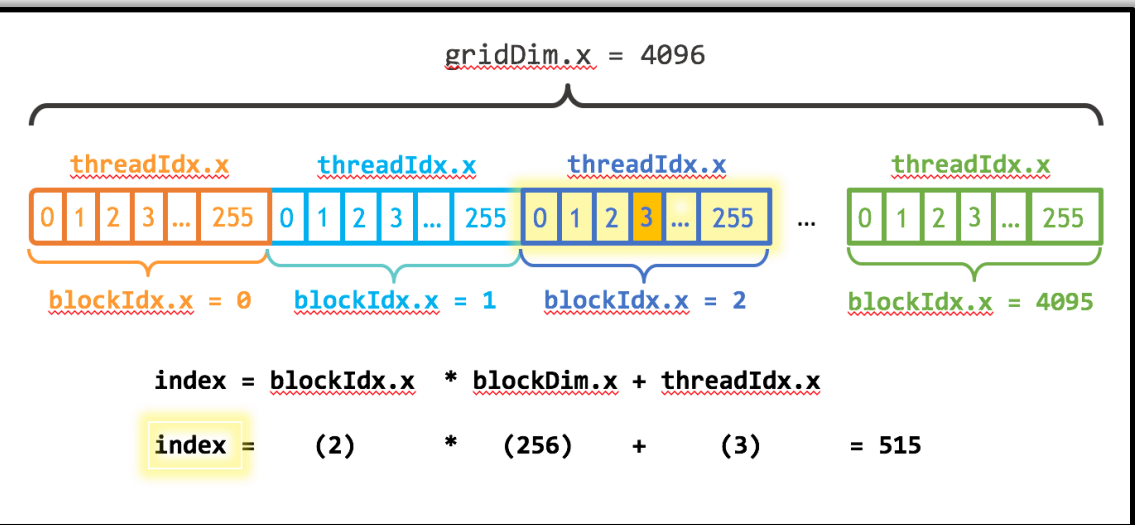 gridDim.x = 4096
threadIdx.x threadIdx.x threadIdx.x threadIdx.x
0 1 2 3 ... 255 0 1 2 3 ... 255 0 1 2 3 ... 255 ... 0 1 2 3 ... 255
blockIdx.x = 0 blockIdx.x = 1 blockIdx.x = 2 blockIdx.x = 4095
index = blockIdx.x * blockDim.x + threadIdx.x
index = (2) * (256) + (3) = 515